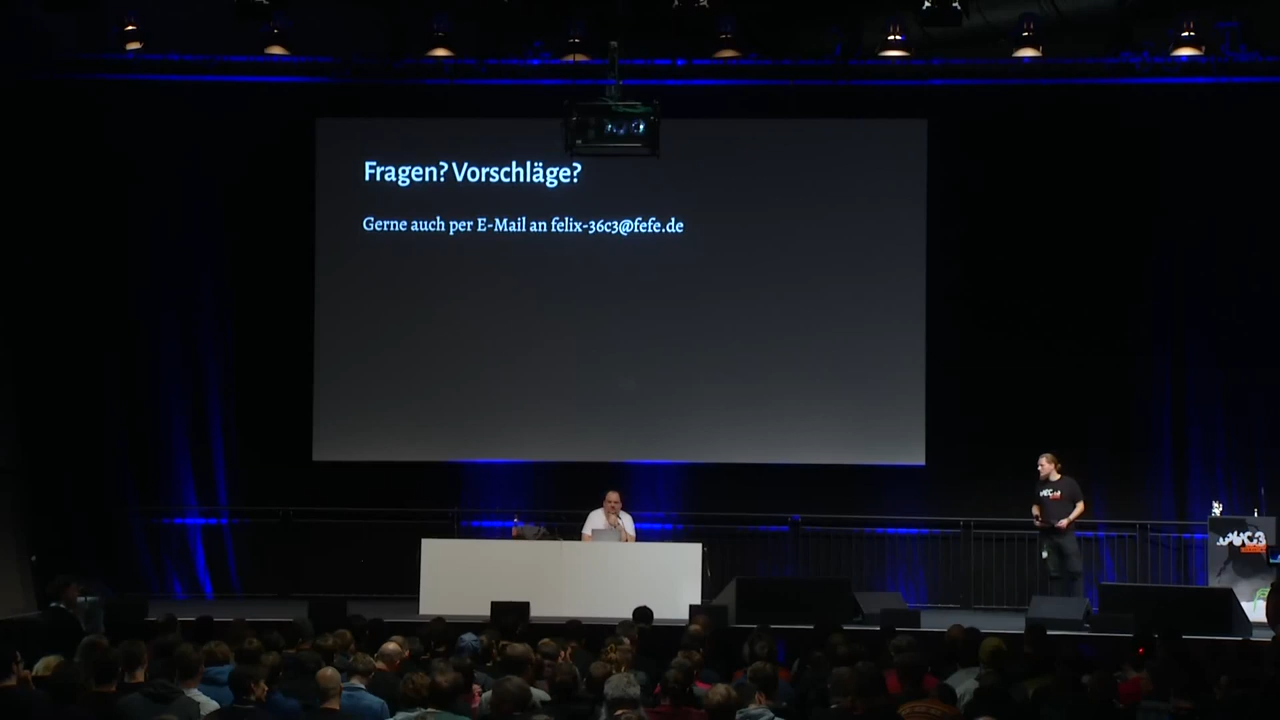 Fragen? Vorschläge?
Gerne auch per E-Mail an felix-36c3@fefe.de